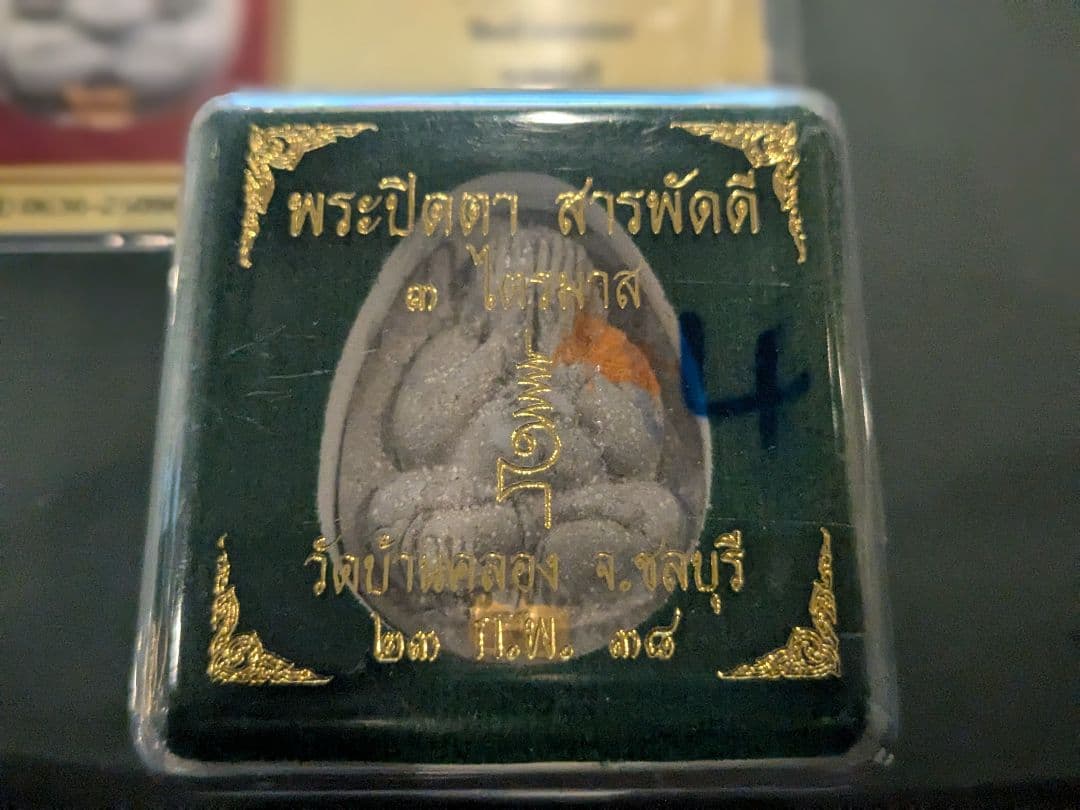 พระปิดตา สารพัดดี
๓ ไตรมาส
วัดบ้านคลอง จ.ชลบุรี
๒๓ ก.พ. ๓๘
4